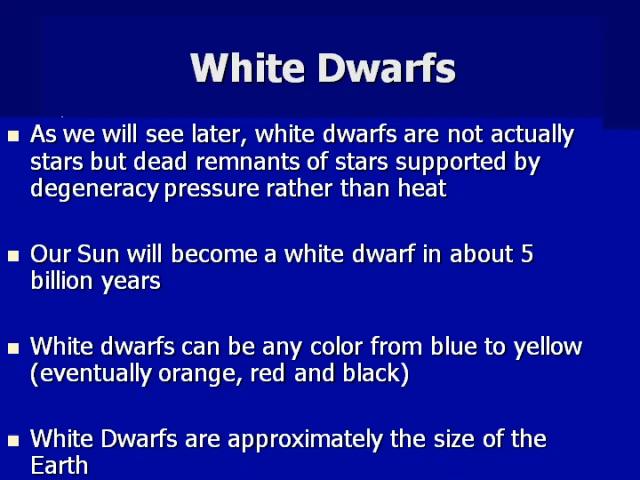 White Dwarfs
As we will see later, white dwarfs are not actually
stars but dead remnants of stars supported by
degeneracy pressure rather than heat
Our Sun will become a white dwarf in about 5
billion years
White dwarfs can be any color from blue to yellow
(eventually orange, red and black)
White Dwarfs are approximately the size of the
Earth